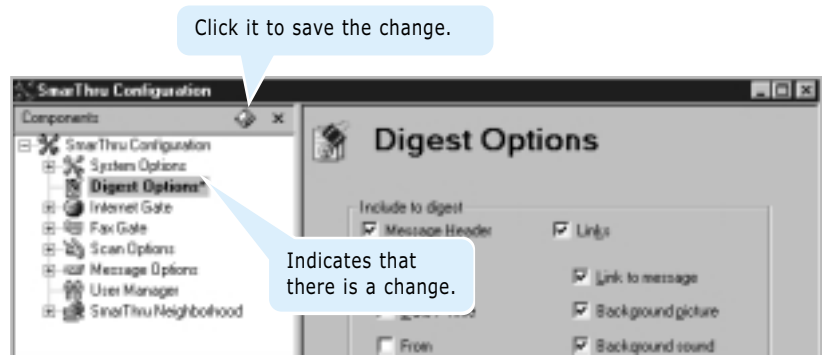 Click it to save the change.
SmarThru Configuration
Components
SmarThru Configuration
System Options
Digest Options*
Internet Gate
Fax Gate
Scan Options
Message Options
User Manager
SmarThru Neighborhood
Digest Options
Include to digest
Message Header
Links
Link to message
Background picture
From
Background sound
Indicates that
there is a change.